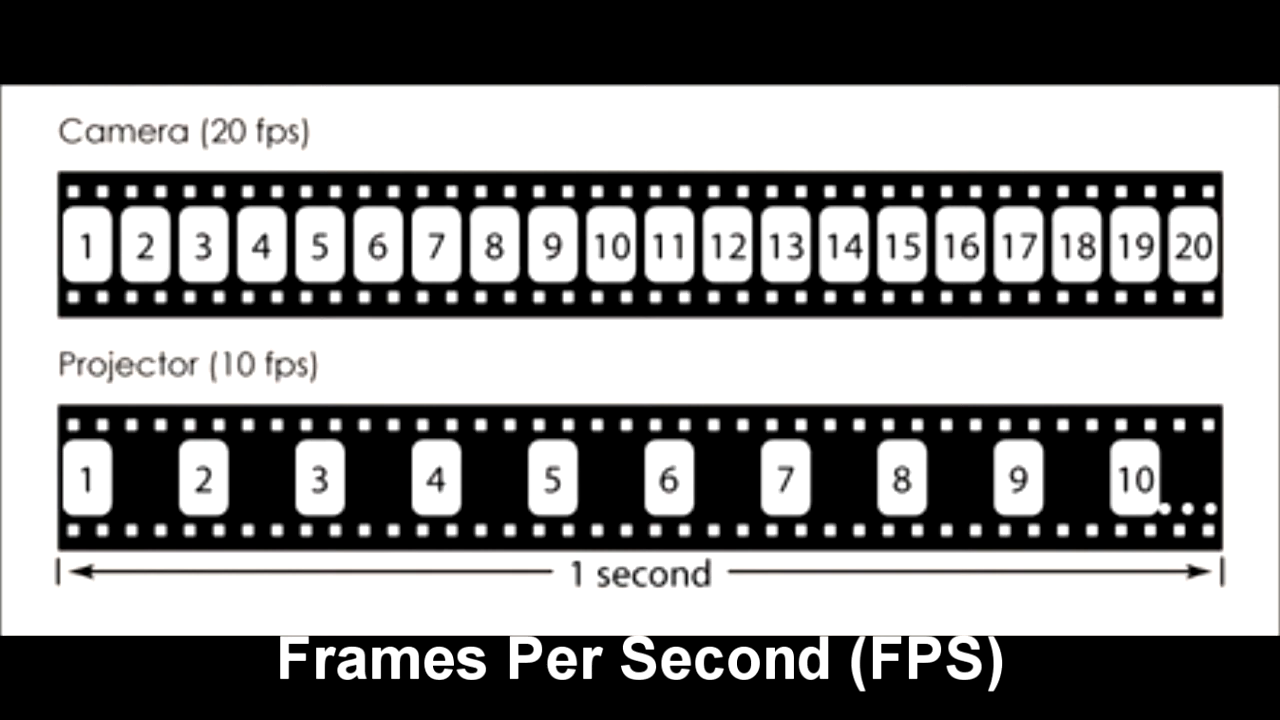 Camera (20 fps)
1 2 3 4 5 6 7 8 9 10 11 12 13 14 15 16 17 18 19 20
Projector (10 fps)
1 2 3 4 5 6 7 8 9 10...
1 second
Frames Per Second (FPS)